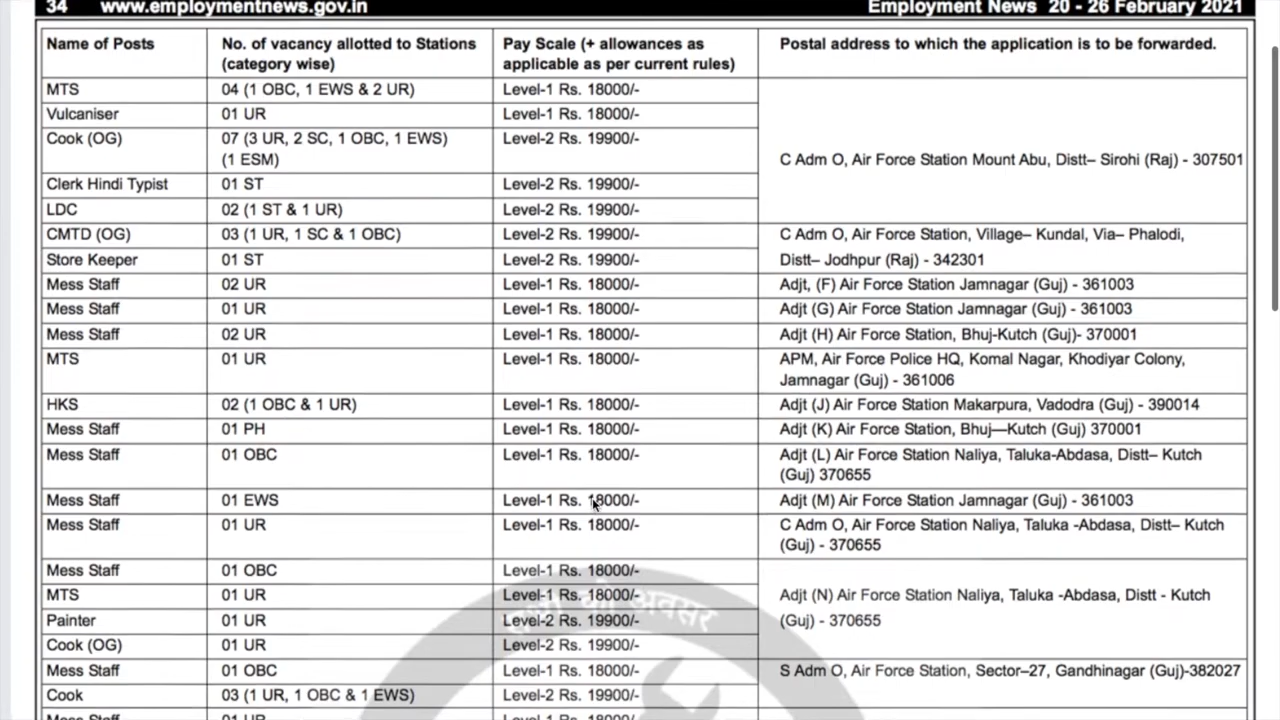 34 www.employmentnews.gov.in Employment News 20 - 26 February 2021
Name of Posts No. of vacancy allotted to Stations Pay Scale (+ allowances as Postal address to which the application is to be forwarded.
(category wise) applicable as per current rules)
MTS 04 (1 OBC, 1 EWS & 2 UR) Level-1 Rs. 18000/-
Vulcaniser 01 UR Level-1 Rs. 18000/-
Cook (OG) 07 (3 UR, 2 SC, 1 OBC, 1 EWS) Level-2 Rs. 19900/-
(1 ESM) C Adm O, Air Force Station Mount Abu, Distt– Sirohi (Raj) - 307501
Clerk Hindi Typist 01 ST Level-2 Rs. 19900/-
LDC 02 (1 ST & 1 UR) Level-2 Rs. 19900/-
CMTD (OG) 03 (1 UR, 1 SC & 1 OBC) Level-2 Rs. 19900/- C Adm O, Air Force Station, Village– Kundal, Via– Phalodi,
Store Keeper 01 ST Level-2 Rs. 19900/- Distt– Jodhpur (Raj) - 342301
Mess Staff 02 UR Level-1 Rs. 18000/- Adjt, (F) Air Force Station Jamnagar (Guj) - 361003
Mess Staff 01 UR Level-1 Rs. 18000/- Adjt (G) Air Force Station Jamnagar (Guj) - 361003
Mess Staff 02 UR Level-1 Rs. 18000/- Adjt (H) Air Force Station, Bhuj-Kutch (Guj)- 370001
MTS 01 UR Level-1 Rs. 18000/- APM, Air Force Police HQ, Komal Nagar, Khodiyar Colony,
Jamnagar (Guj) - 361006
HKS 02 (1 OBC & 1 UR) Level-1 Rs. 18000/- Adjt (J) Air Force Station Makarpura, Vadodra (Guj) - 390014
Mess Staff 01 PH Level-1 Rs. 18000/- Adjt (K) Air Force Station, Bhuj—Kutch (Guj) 370001
Mess Staff 01 OBC Level-1 Rs. 18000/- Adjt (L) Air Force Station Naliya, Taluka-Abdasa, Distt– Kutch
(Guj) 370655
Mess Staff 01 EWS Level-1 Rs. 18000/- Adjt (M) Air Force Station Jamnagar (Guj) - 361003
Mess Staff 01 UR Level-1 Rs. 18000/- C Adm O, Air Force Station Naliya, Taluka -Abdasa, Distt– Kutch
(Guj) - 370655
Mess Staff 01 OBC Level-1 Rs. 18000/-
MTS 01 UR Level-1 Rs. 18000/- Adjt (N) Air Force Station Naliya, Taluka -Abdasa, Distt - Kutch
Painter 01 UR Level-2 Rs. 19900/- (Guj) - 370655
Cook (OG) 01 UR Level-2 Rs. 19900/-
Mess Staff 01 OBC Level-1 Rs. 18000/- S Adm O, Air Force Station, Sector–27, Gandhinagar (Guj)-382027
Cook 03 (1 UR, 1 OBC & 1 EWS) Level-2 Rs. 19900/-
Mess Staff 01 UR Level-1 Rs. 18000/-
को अवसर